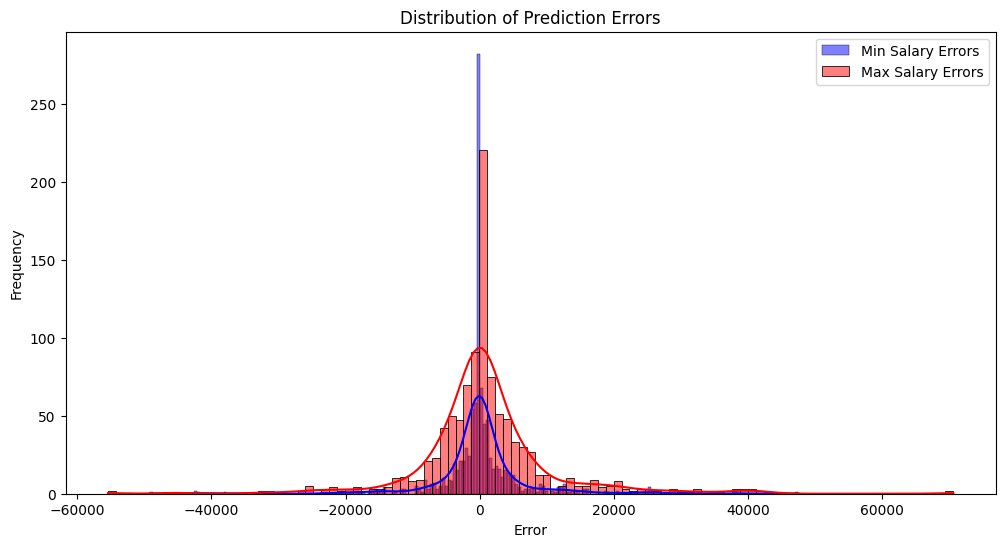 Distribution of Prediction Errors
Min Salary Errors
Max Salary Errors
Frequency
250
200
150
100
50
0
−60000 −40000 −20000 0 20000 40000 60000
Error